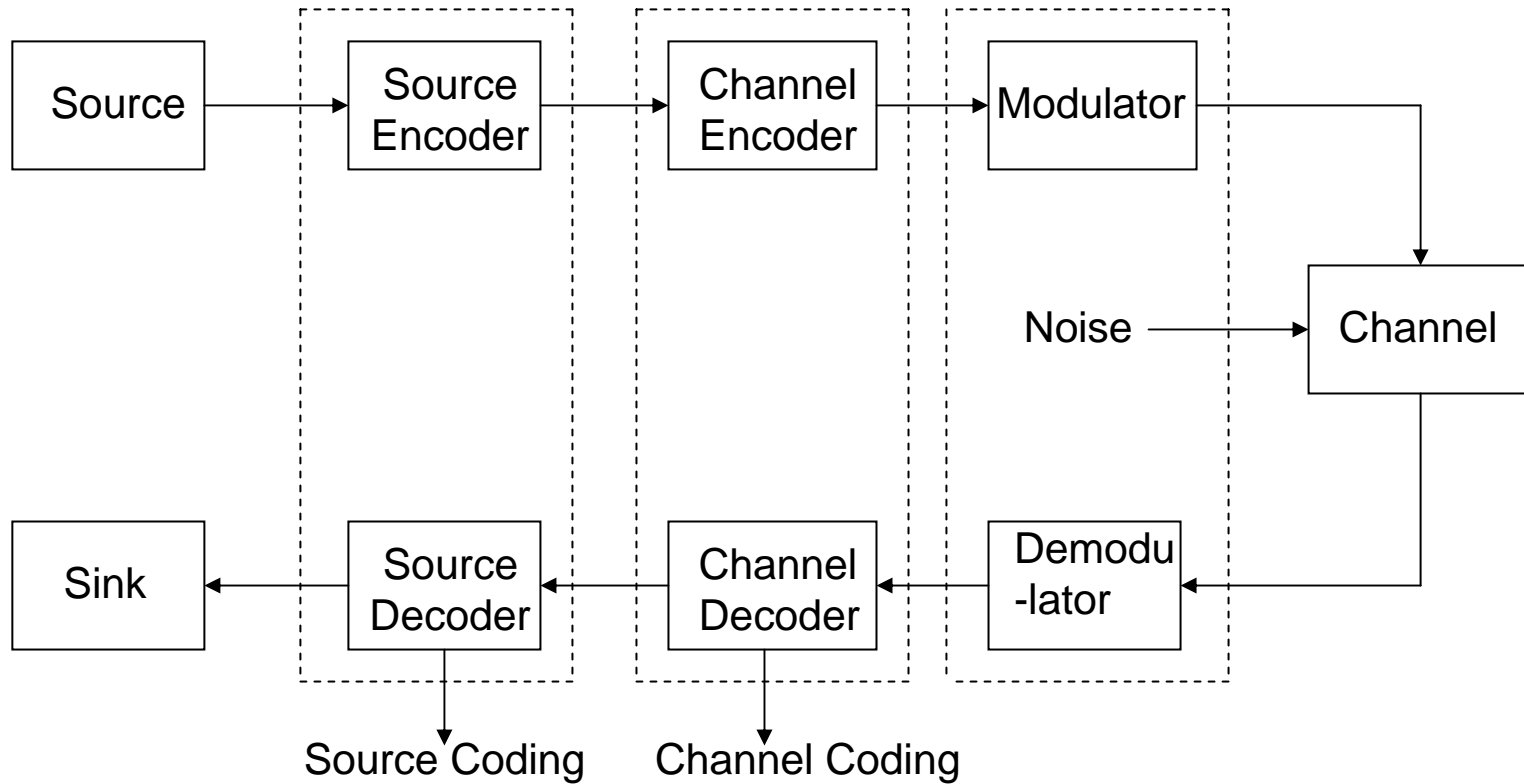 Source
Source
Encoder
Channel
Encoder
Modulator
Noise
Channel
Sink
Source
Decoder
Channel
Decoder
Demodu
-lator
Source Coding
Channel Coding